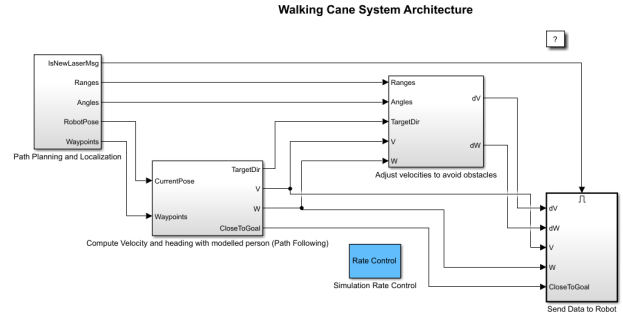 Walking Cane System Architecture
?
IsNewLaserMsg
Ranges
Angles
RobotPose
Waypoints
Path Planning and Localization
Ranges
Angles
TargetDir
V
W
dV
dW
Adjust velocities to avoid obstacles
CurrentPose
Waypoints
TargetDir
V
W
CloseToGoal
Compute Velocity and heading with modelled person (Path Following)
Rate Control
Simulation Rate Control
dV
dW
V
W
CloseToGoal
Send Data to Robot